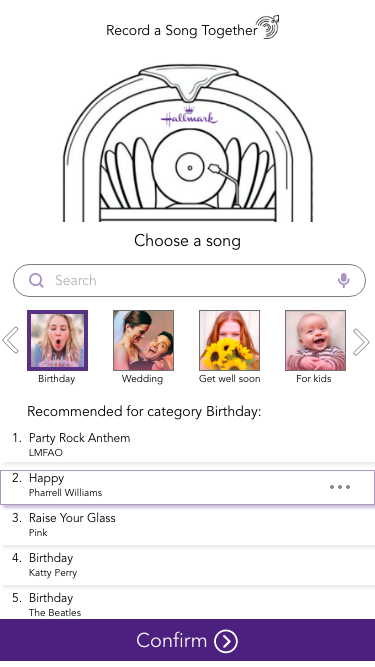 Record a Song Together
Hallmark
Choose a song
Search
Birthday
Wedding
Get well soon
For kids
Recommended for category Birthday:
1. Party Rock Anthem
LMFAO
2. Happy
Pharrell Williams
3. Raise Your Glass
Pink
4. Birthday
Katty Perry
5. Birthday
The Beatles
Confirm